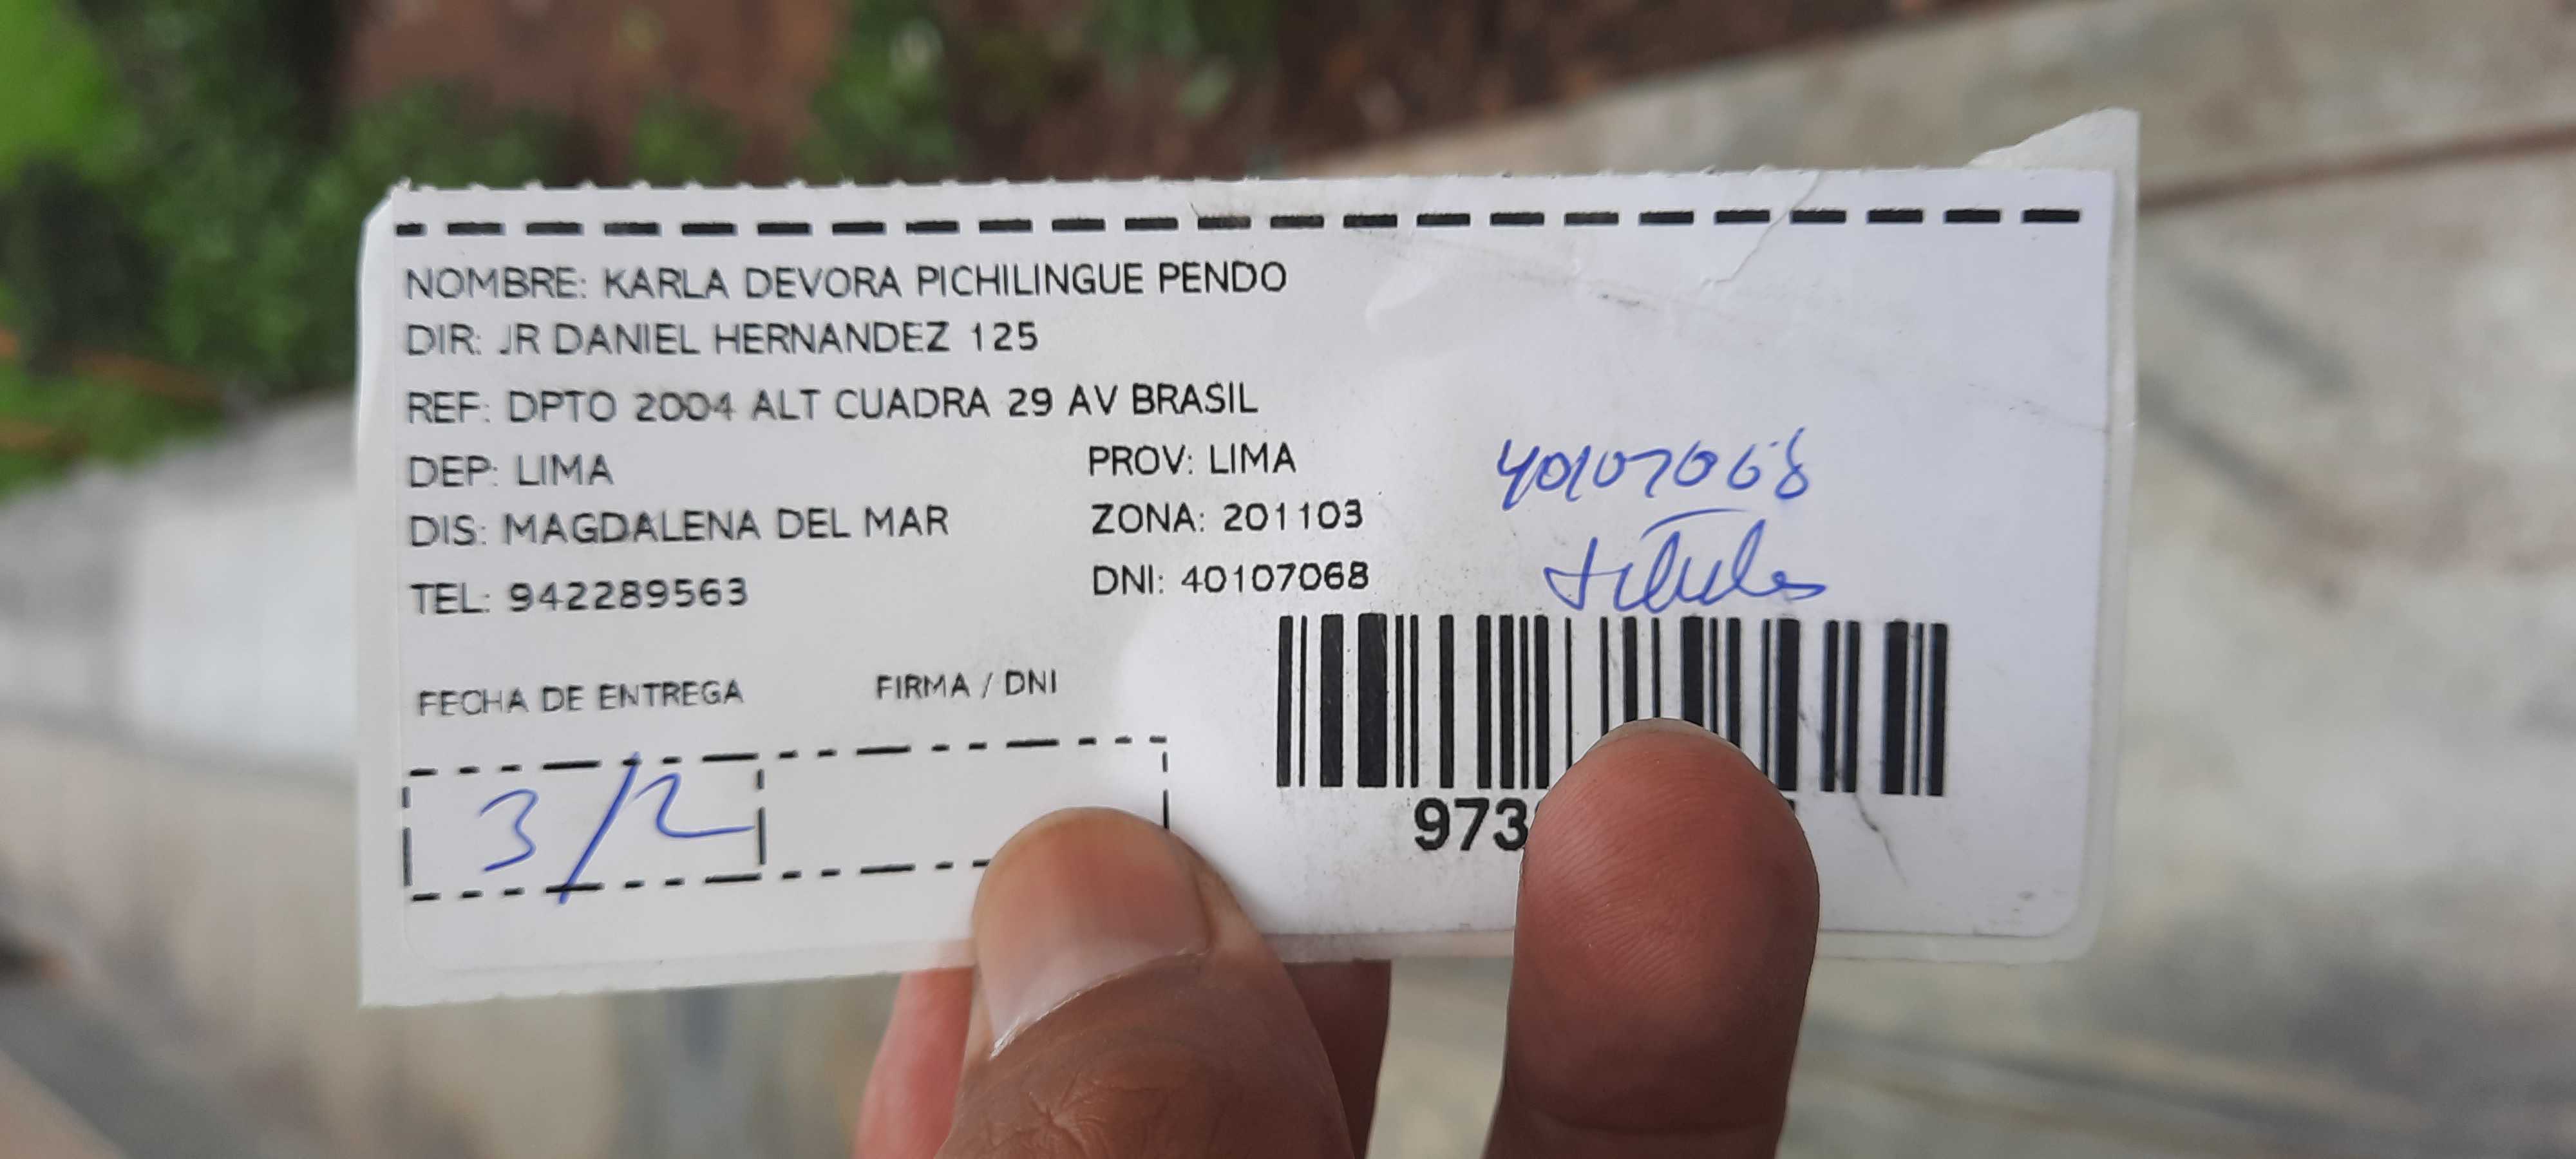 NOMBRE: KARLA DEVORA PICHILINGUE PENDO
DIR: JR DANIEL HERNANDEZ 125
REF: DPTO 2004 ALT CUADRA 29 AV BRASIL
DEP: LIMA PROV: LIMA
DIS: MAGDALENA DEL MAR ZONA: 201103
TEL: 942289563 DNI: 40107068
40107068
titular
FECHA DE ENTREGA FIRMA / DNI
3/2
973